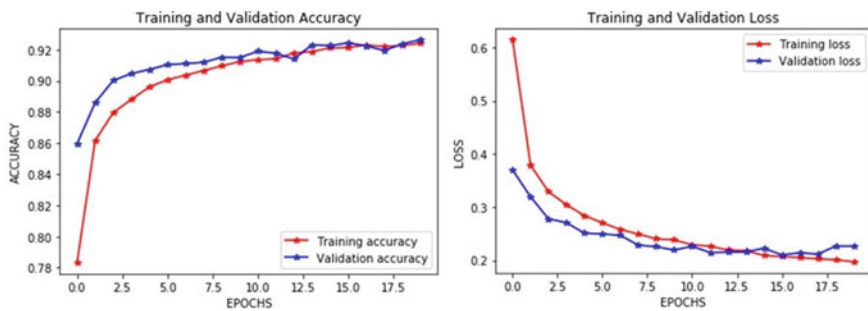 Training and Validation Accuracy
ACCURACY
0.92
0.90
0.88
0.86
0.84
0.82
0.80
0.78
Training accuracy
Validation accuracy
0.0 2.5 5.0 7.5 10.0 12.5 15.0 17.5
EPOCHS
Training and Validation Loss
LOSS
0.6
0.5
0.4
0.3
0.2
Training loss
Validation loss
0.0 2.5 5.0 7.5 10.0 12.5 15.0 17.5
EPOCHS